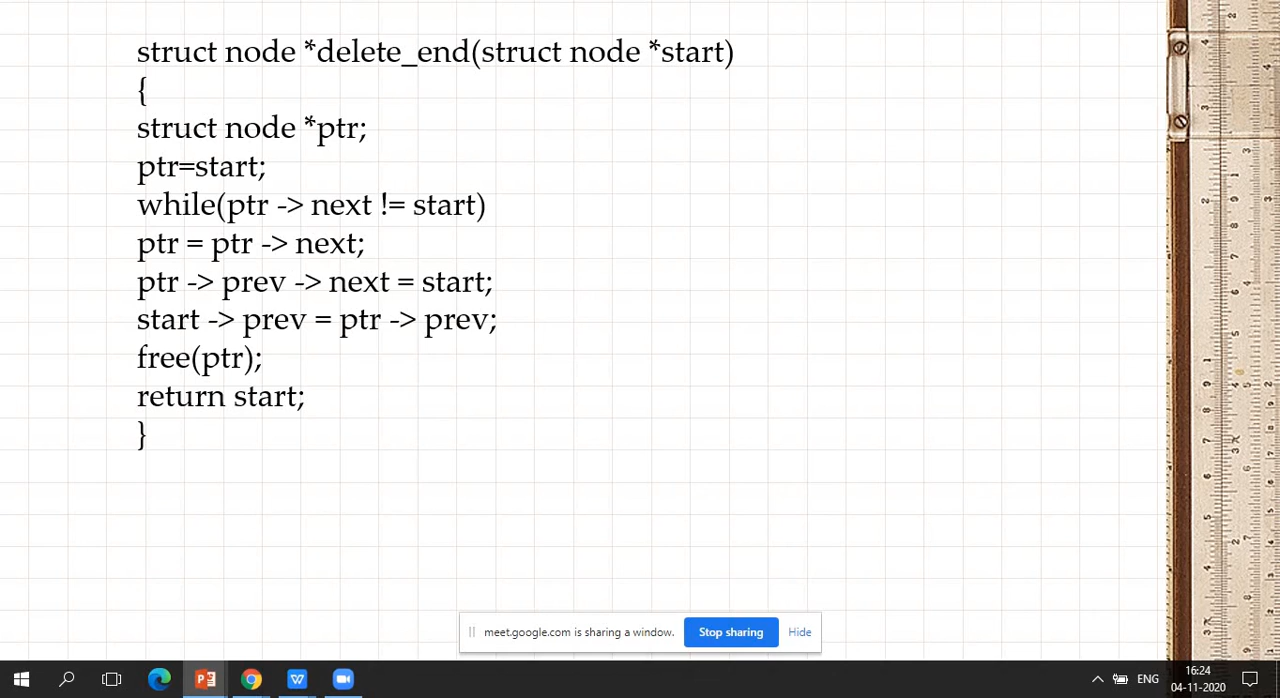 struct node *delete_end(struct node *start)
{
struct node *ptr;
ptr=start;
while(ptr -> next != start)
ptr = ptr -> next;
ptr -> prev -> next = start;
start -> prev = ptr -> prev;
free(ptr);
return start;
}
meet.google.com is sharing a window. Stop sharing Hide
ENG
16:24
04-11-2020